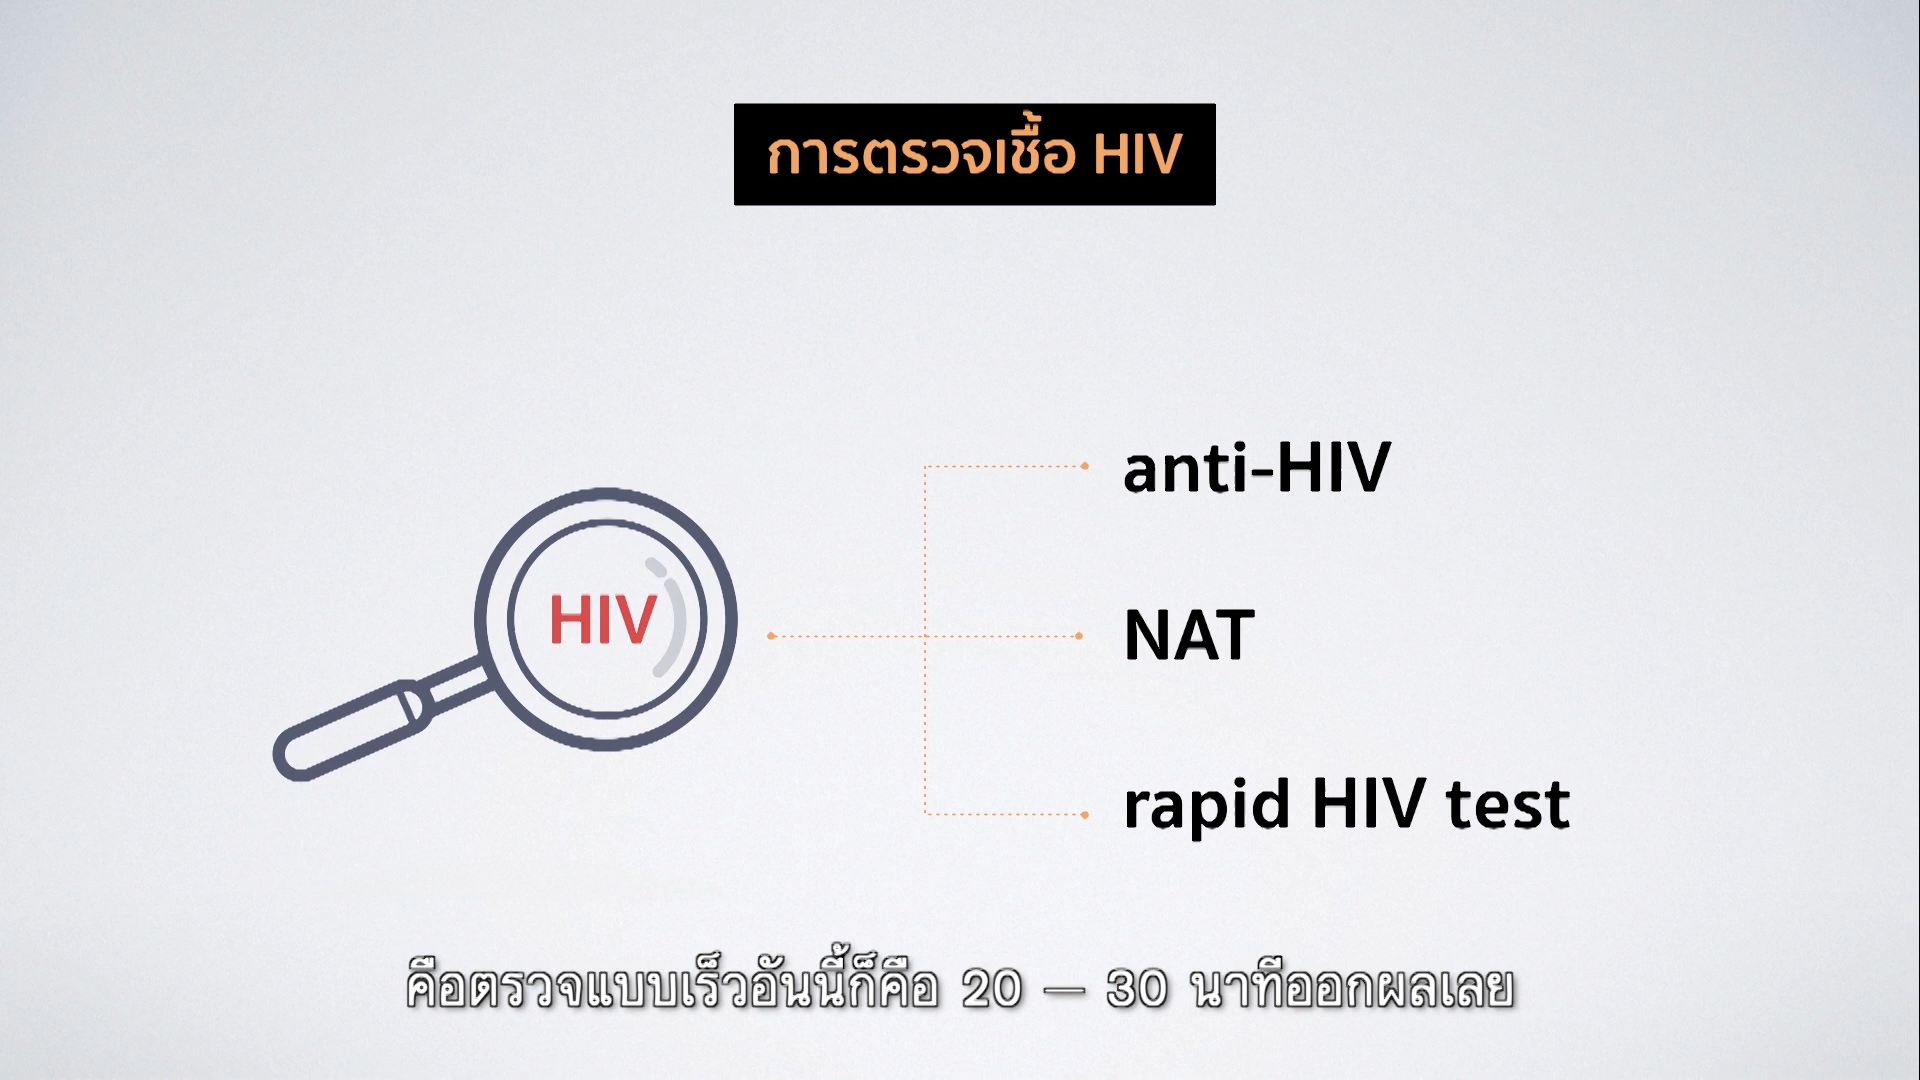 การตรวจเชื้อ HIV
anti-HIV
HIV
NAT
rapid HIV test
คือตรวจแบบเร็วอันนี้ก็คือ 20 – 30 นาทีออกผลเลย